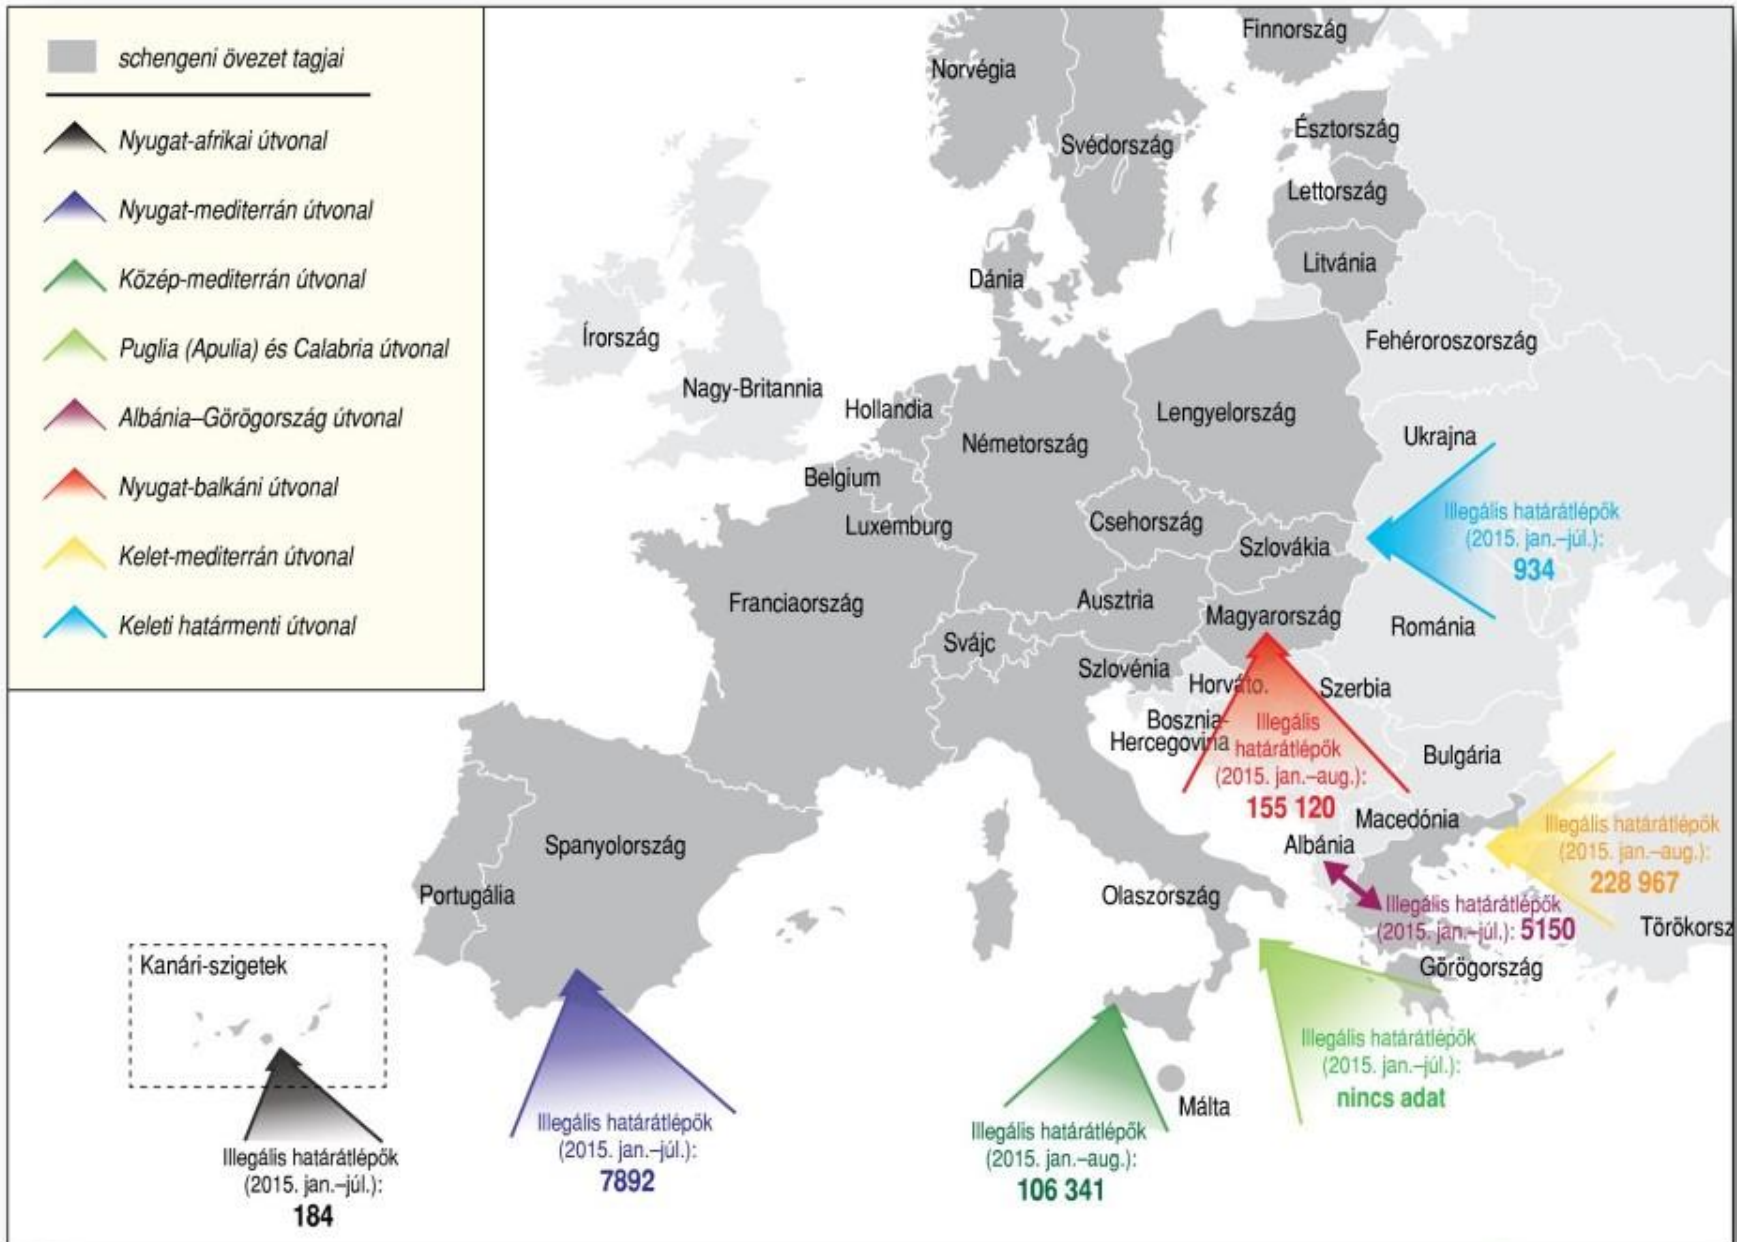 schengeni övezet tagjai
Nyugat-afrikai útvonal
Nyugat-mediterrán útvonal
Közép-mediterrán útvonal
Puglia (Apulia) és Calabria útvonal
Albánia–Görögország útvonal
Nyugat-balkáni útvonal
Kelet-mediterrán útvonal
Keleti határmenti útvonal
Finnország
Norvégia
Svédország
Észtország
Lettország
Litvánia
Dánia
Írország
Nagy-Britannia
Fehéroroszország
Hollandia
Németország
Lengyelország
Ukrajna
Belgium
Luxemburg
Csehország
Szlovákia
Illegális határátlépők
(2015. jan.–júl.):
934
Franciaország
Ausztria
Magyarország
Románia
Svájc
Szlovénia
Horváto.
Szerbia
Bosznia-
Hercegovina
Illegális
határátlépők
(2015. jan.–aug.):
155 120
Bulgária
Macedónia
Albánia
Illegális határátlépők
(2015. jan.–aug.):
228 967
Spanyolország
Portugália
Olaszország
Illegális határátlépők
(2015. jan.–júl.): 5150
Törökorsz
Görögország
Kanári-szigetek
Illegális határátlépők
(2015. jan.–júl.):
nincs adat
Málta
Illegális határátlépők
(2015. jan.–júl.):
184
Illegális határátlépők
(2015. jan.–júl.):
7892
Illegális határátlépők
(2015. jan.–aug.):
106 341